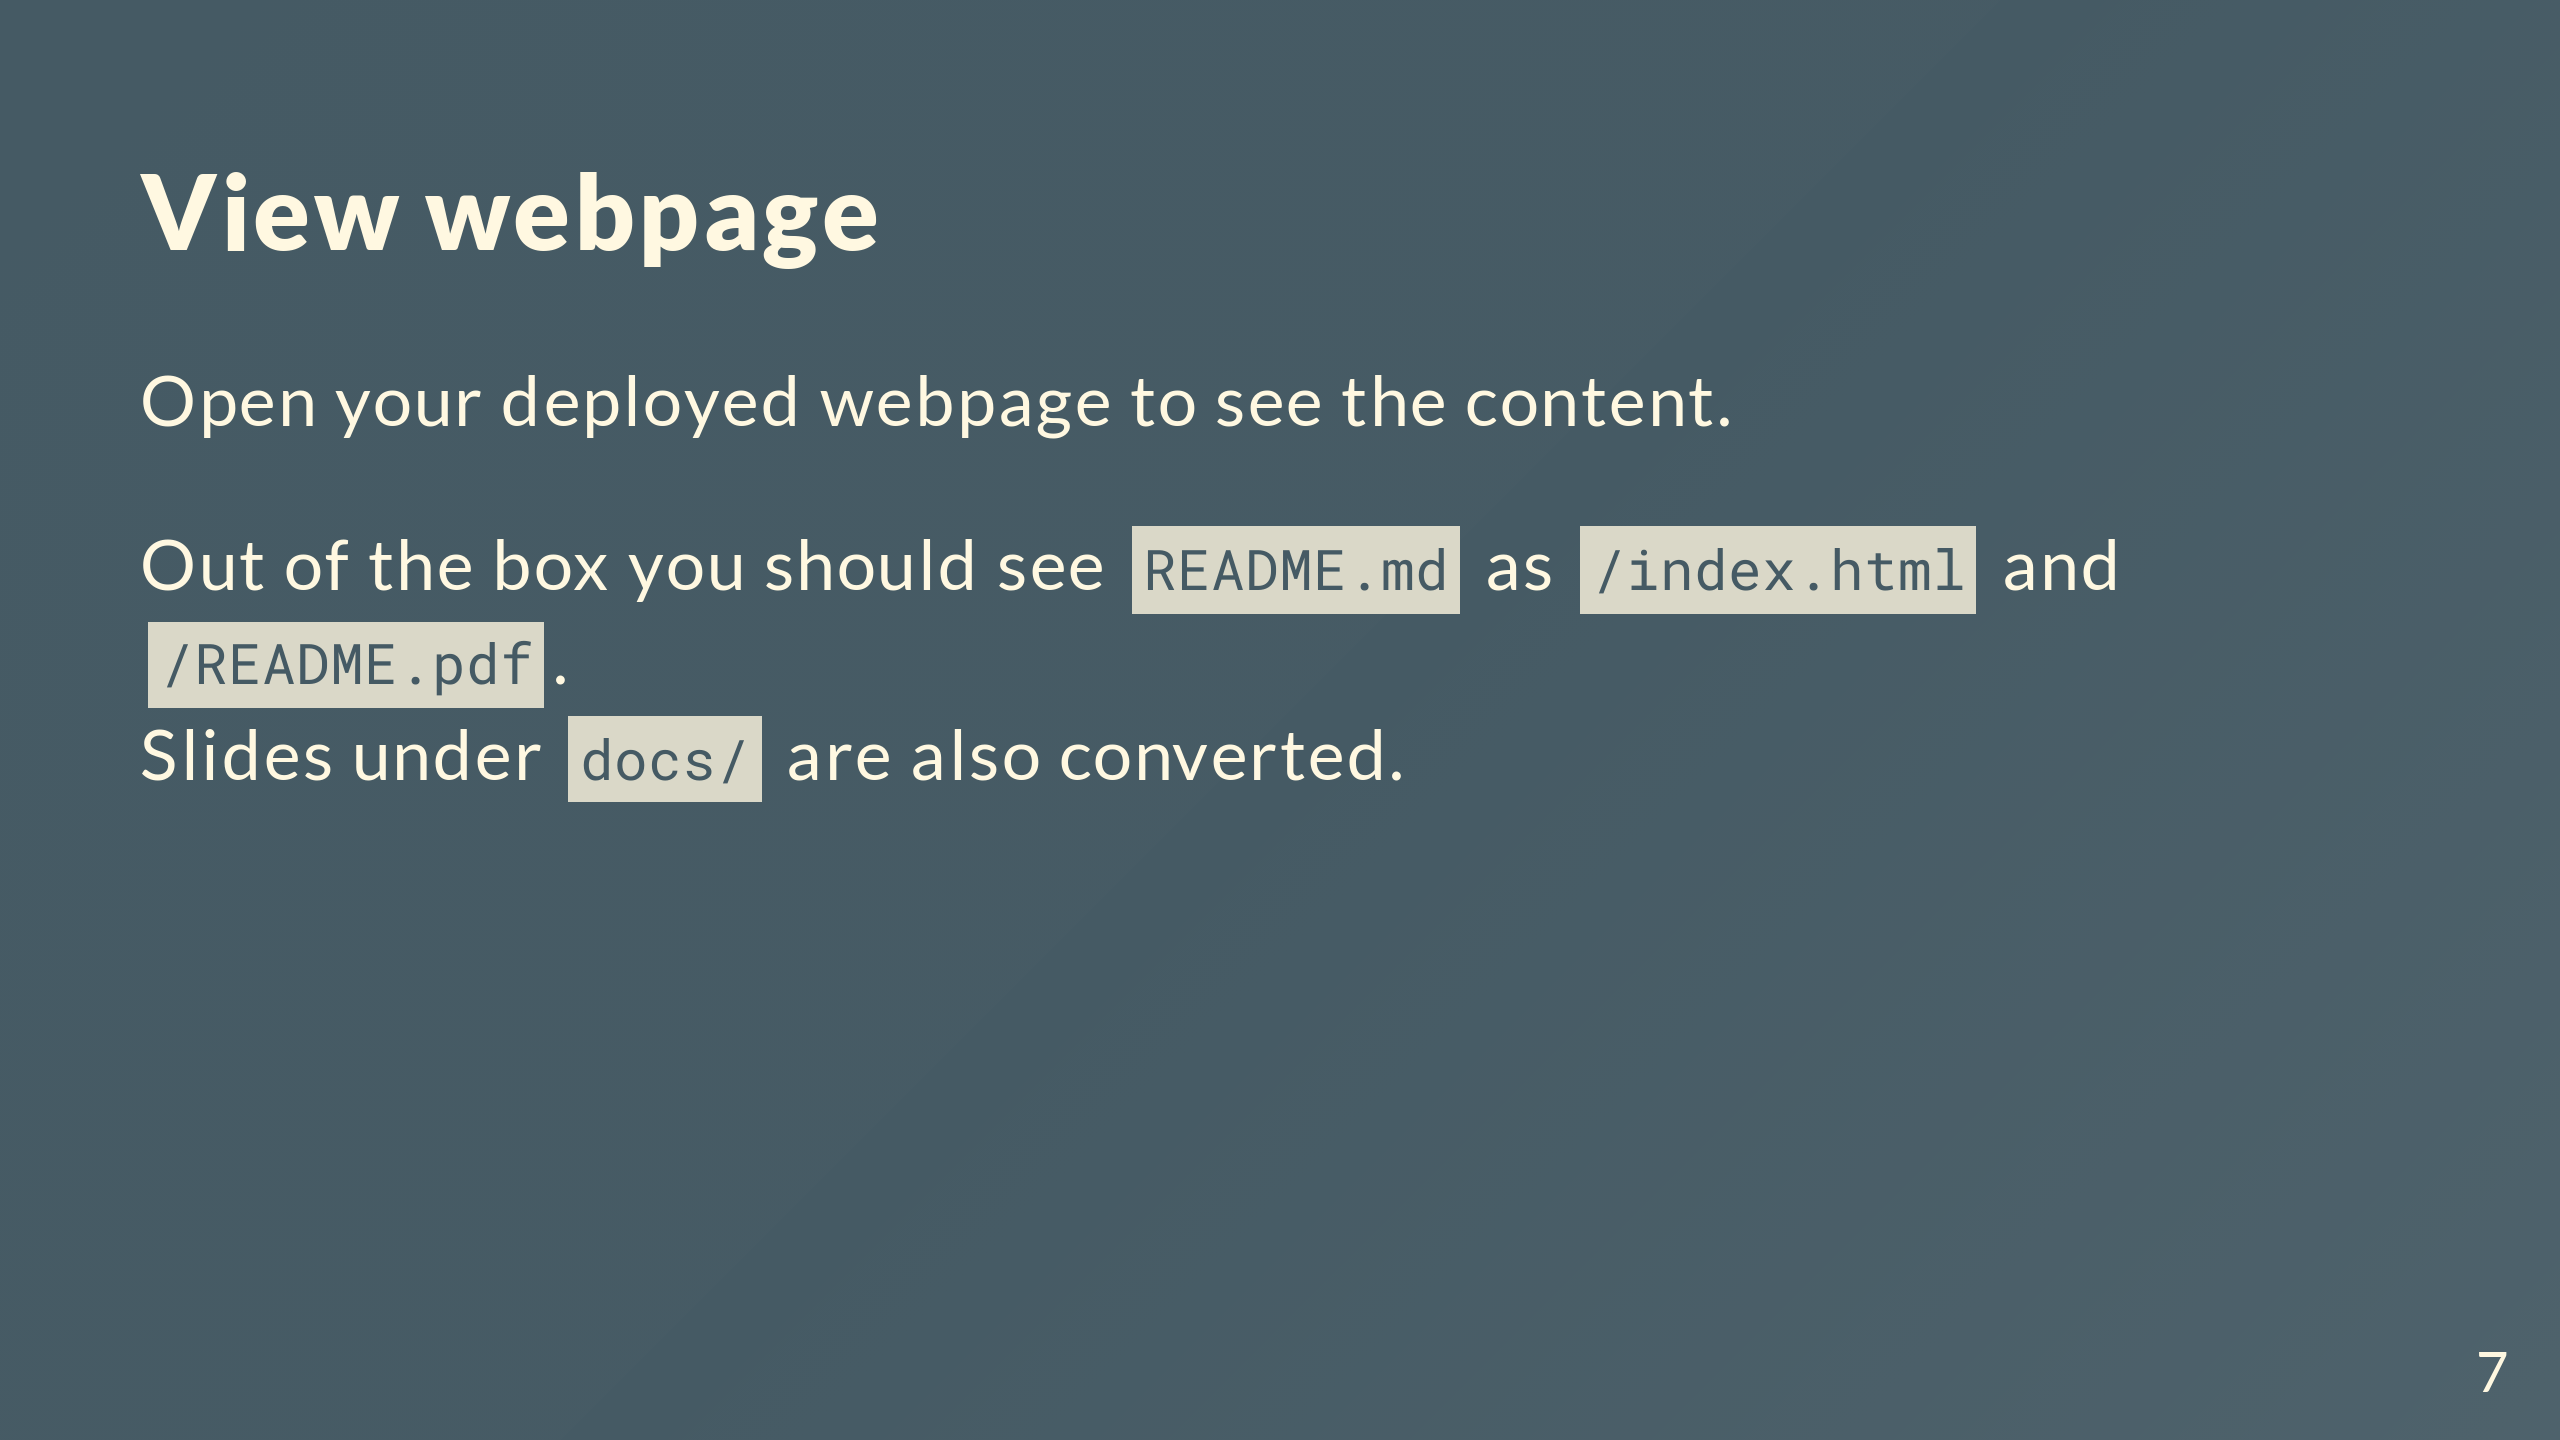 View webpage
Open your deployed webpage to see the content.
Out of the box you should see README.md as /index.html and
/README.pdf.
Slides under docs/ are also converted.
7